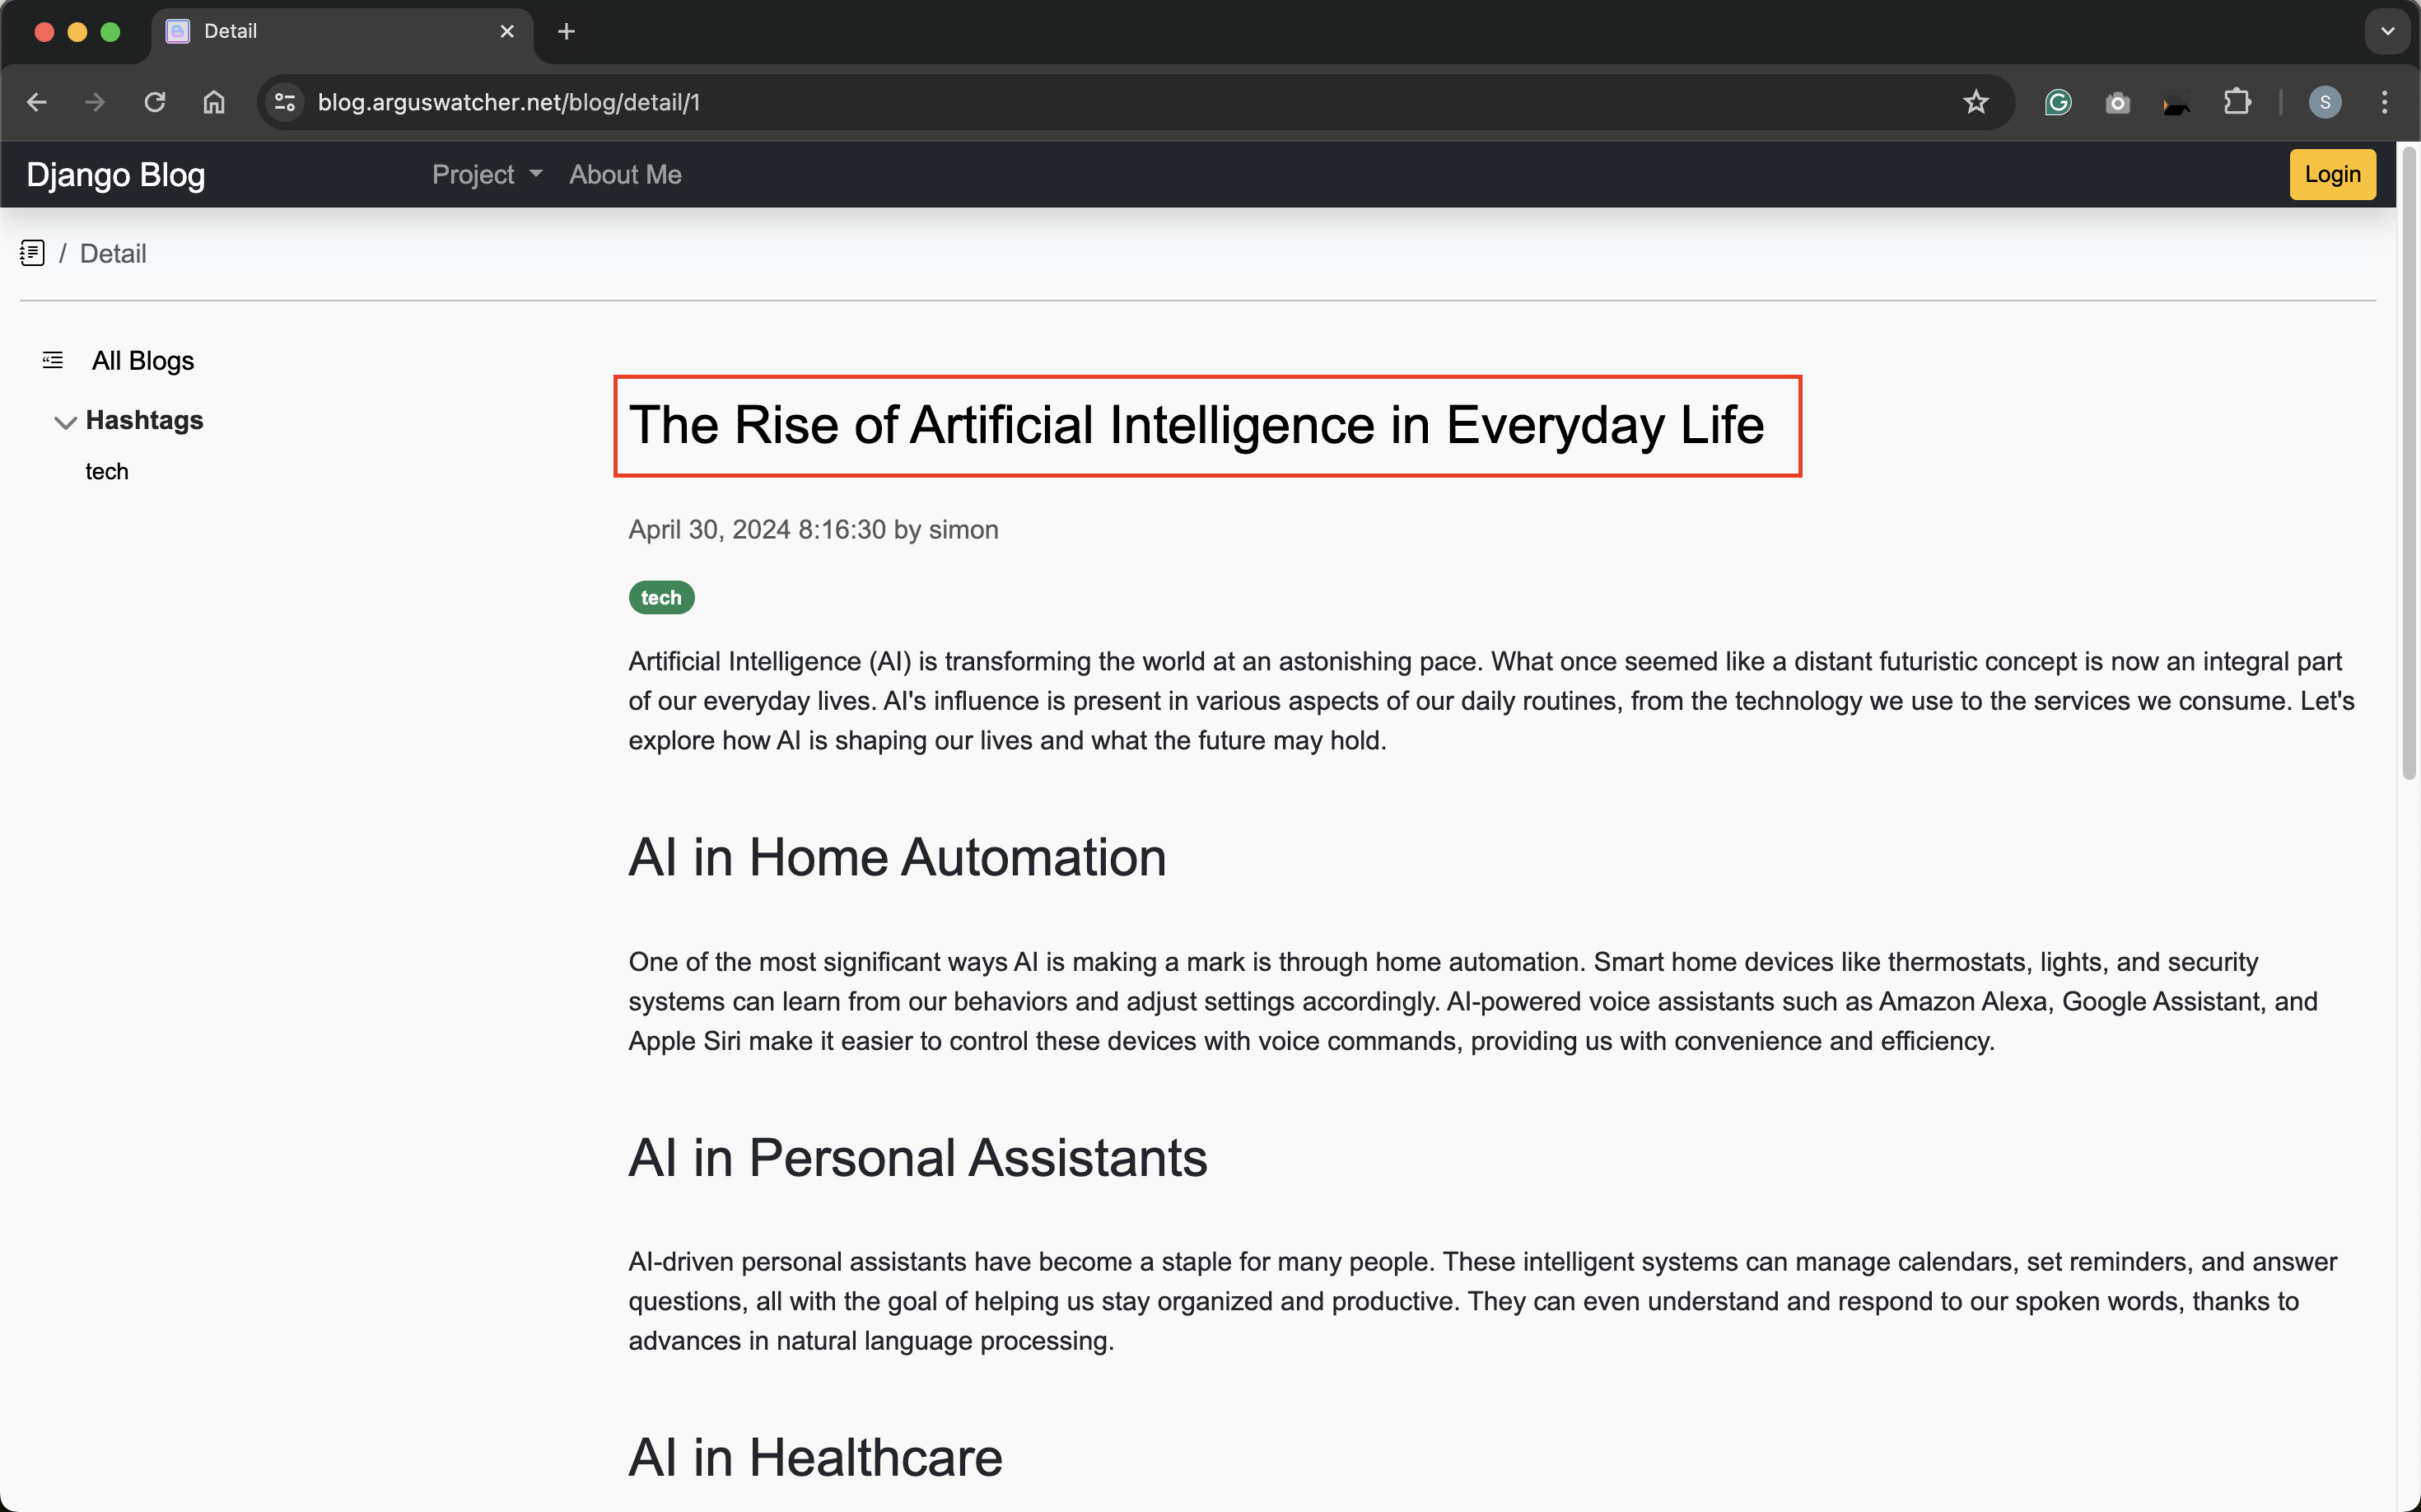 Detail
blog.arguswatcher.net/blog/detail/1
S
Django Blog
Project
About Me
Login
/ Detail
All Blogs
Hashtags
tech
The Rise of Artificial Intelligence in Everyday Life
April 30, 2024 8:16:30 by simon
tech
Artificial Intelligence (AI) is transforming the world at an astonishing pace. What once seemed like a distant futuristic concept is now an integral part
of our everyday lives. AI's influence is present in various aspects of our daily routines, from the technology we use to the services we consume. Let's
explore how AI is shaping our lives and what the future may hold.
AI in Home Automation
One of the most significant ways AI is making a mark is through home automation. Smart home devices like thermostats, lights, and security
systems can learn from our behaviors and adjust settings accordingly. AI-powered voice assistants such as Amazon Alexa, Google Assistant, and
Apple Siri make it easier to control these devices with voice commands, providing us with convenience and efficiency.
AI in Personal Assistants
AI-driven personal assistants have become a staple for many people. These intelligent systems can manage calendars, set reminders, and answer
questions, all with the goal of helping us stay organized and productive. They can even understand and respond to our spoken words, thanks to
advances in natural language processing.
AI in Healthcare